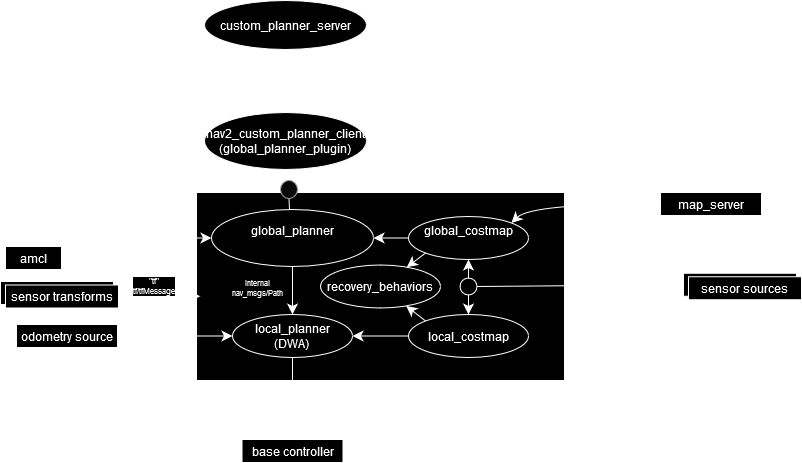 custom_planner_server
nav2_custom_planner_client
(global_planner_plugin)
global_planner
global_costmap
map_server
amcl
"tf"
tf/tfMessage
sensor transforms
Internal
nav_msgs/Path
recovery_behaviors
sensor sources
odometry source
local_planner
(DWA)
local_costmap
base controller